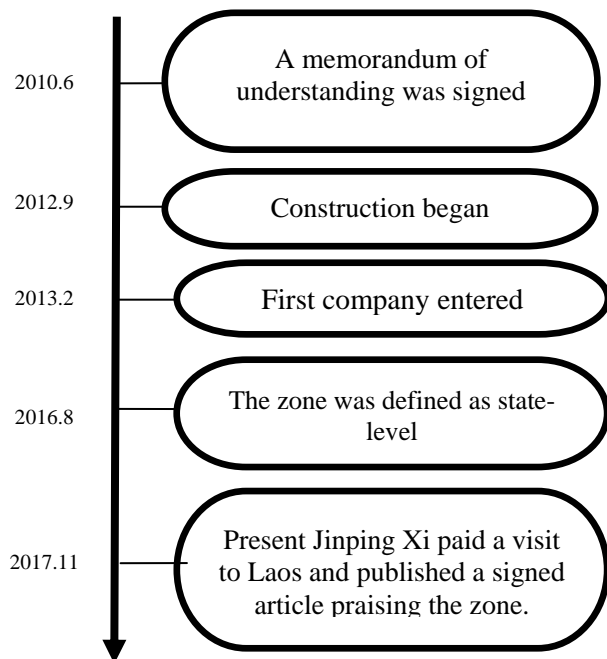 2010.6
A memorandum of
understanding was signed
2012.9
Construction began
2013.2
First company entered
2016.8
The zone was defined as state-
level
2017.11
Present Jinping Xi paid a visit
to Laos and published a signed
article praising the zone.